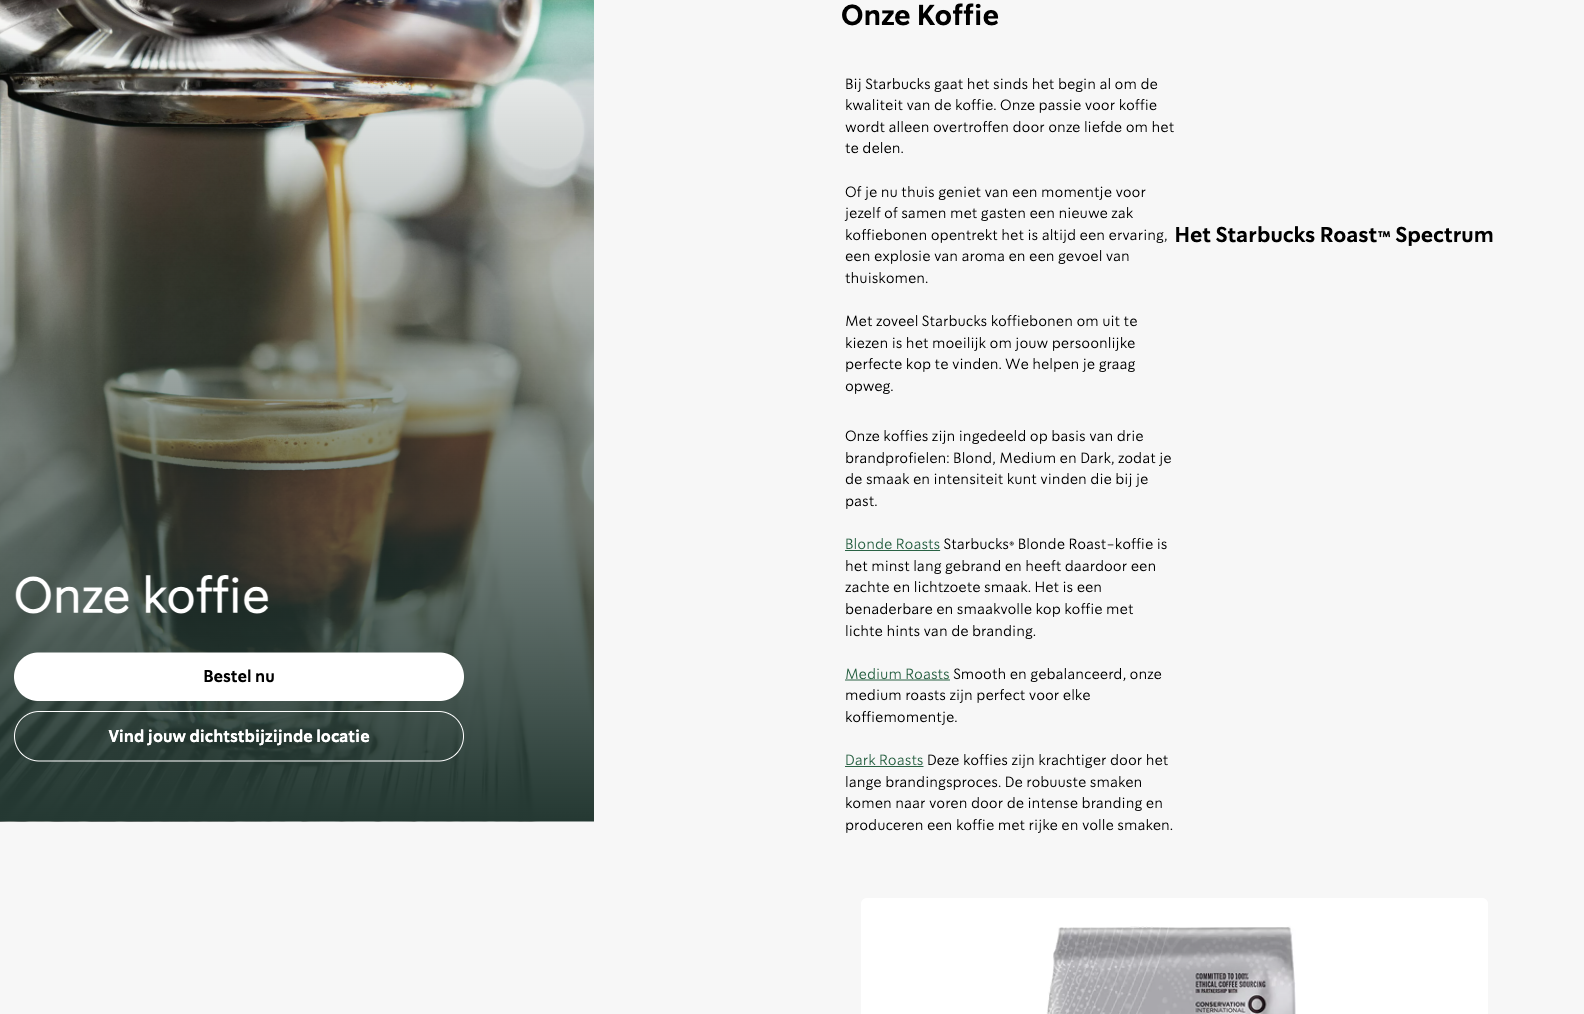 Onze Koffie
Bij Starbucks gaat het sinds het begin al om de
kwaliteit van de koffie. Onze passie voor koffie
wordt alleen overtroffen door onze liefde om het
te delen.
Of je nu thuis geniet van een momentje voor
jezelf of samen met gasten een nieuwe zak
koffiebonen opentrekt het is altijd een ervaring,
een explosie van aroma en een gevoel van
thuiskomen.
Met zoveel Starbucks koffiebonen om uit te
kiezen is het moeilijk om jouw persoonlijke
perfecte kop te vinden. We helpen je graag
opweg.
Het Starbucks Roast™ Spectrum
Onze koffies zijn ingedeeld op basis van drie
brandprofielen: Blond, Medium en Dark, zodat je
de smaak en intensiteit kunt vinden die bij je
past.
Blonde Roasts Starbucks® Blonde Roast-koffie is
het minst lang gebrand en heeft daardoor een
zachte en lichtzoete smaak. Het is een
benaderbare en smaakvolle kop koffie met
lichte hints van de branding.
Medium Roasts Smooth en gebalanceerd, onze
medium roasts zijn perfect voor elke
koffiemomentje.
Dark Roasts Deze koffies zijn krachtiger door het
lange brandingsproces. De robuuste smaken
komen naar voren door de intense branding en
produceren een koffie met rijke en volle smaken.
Onze koffie
Bestel nu
Vind jouw dichtstbijzijnde locatie
COMMITTED TO 100%
ETHICAL COFFEE SOURCING
IN PARTNERSHIP WITH
CONSERVATION
INTERNATIONAL